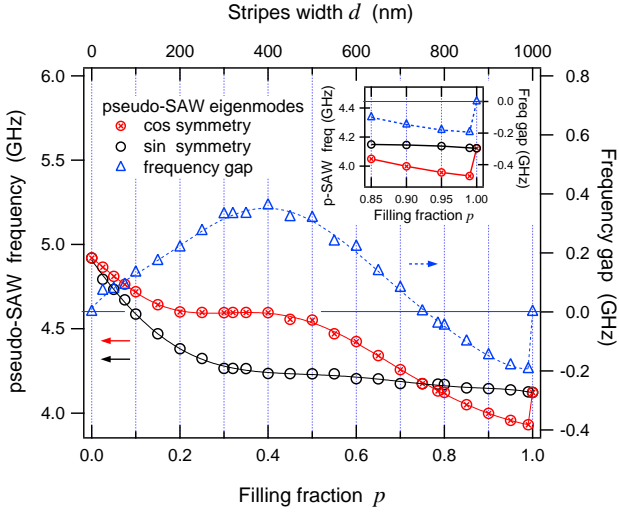 Stripes width d (nm)
0 200 400 600 800 1000
6.0
5.5
5.0
4.5
4.0
pseudo-SAW frequency (GHz)
pseudo-SAW eigenmodes
cos symmetry
sin symmetry
frequency gap
4.4
4.2
4.0
p-SAW freq (GHz)
0.0
-0.2
-0.4
Freq gap (GHz)
0.85 0.90 0.95 1.00
Filling fraction p
0.8
0.6
0.4
0.2
0.0
-0.2
-0.4
Frequency gap (GHz)
0.0 0.2 0.4 0.6 0.8 1.0
Filling fraction p